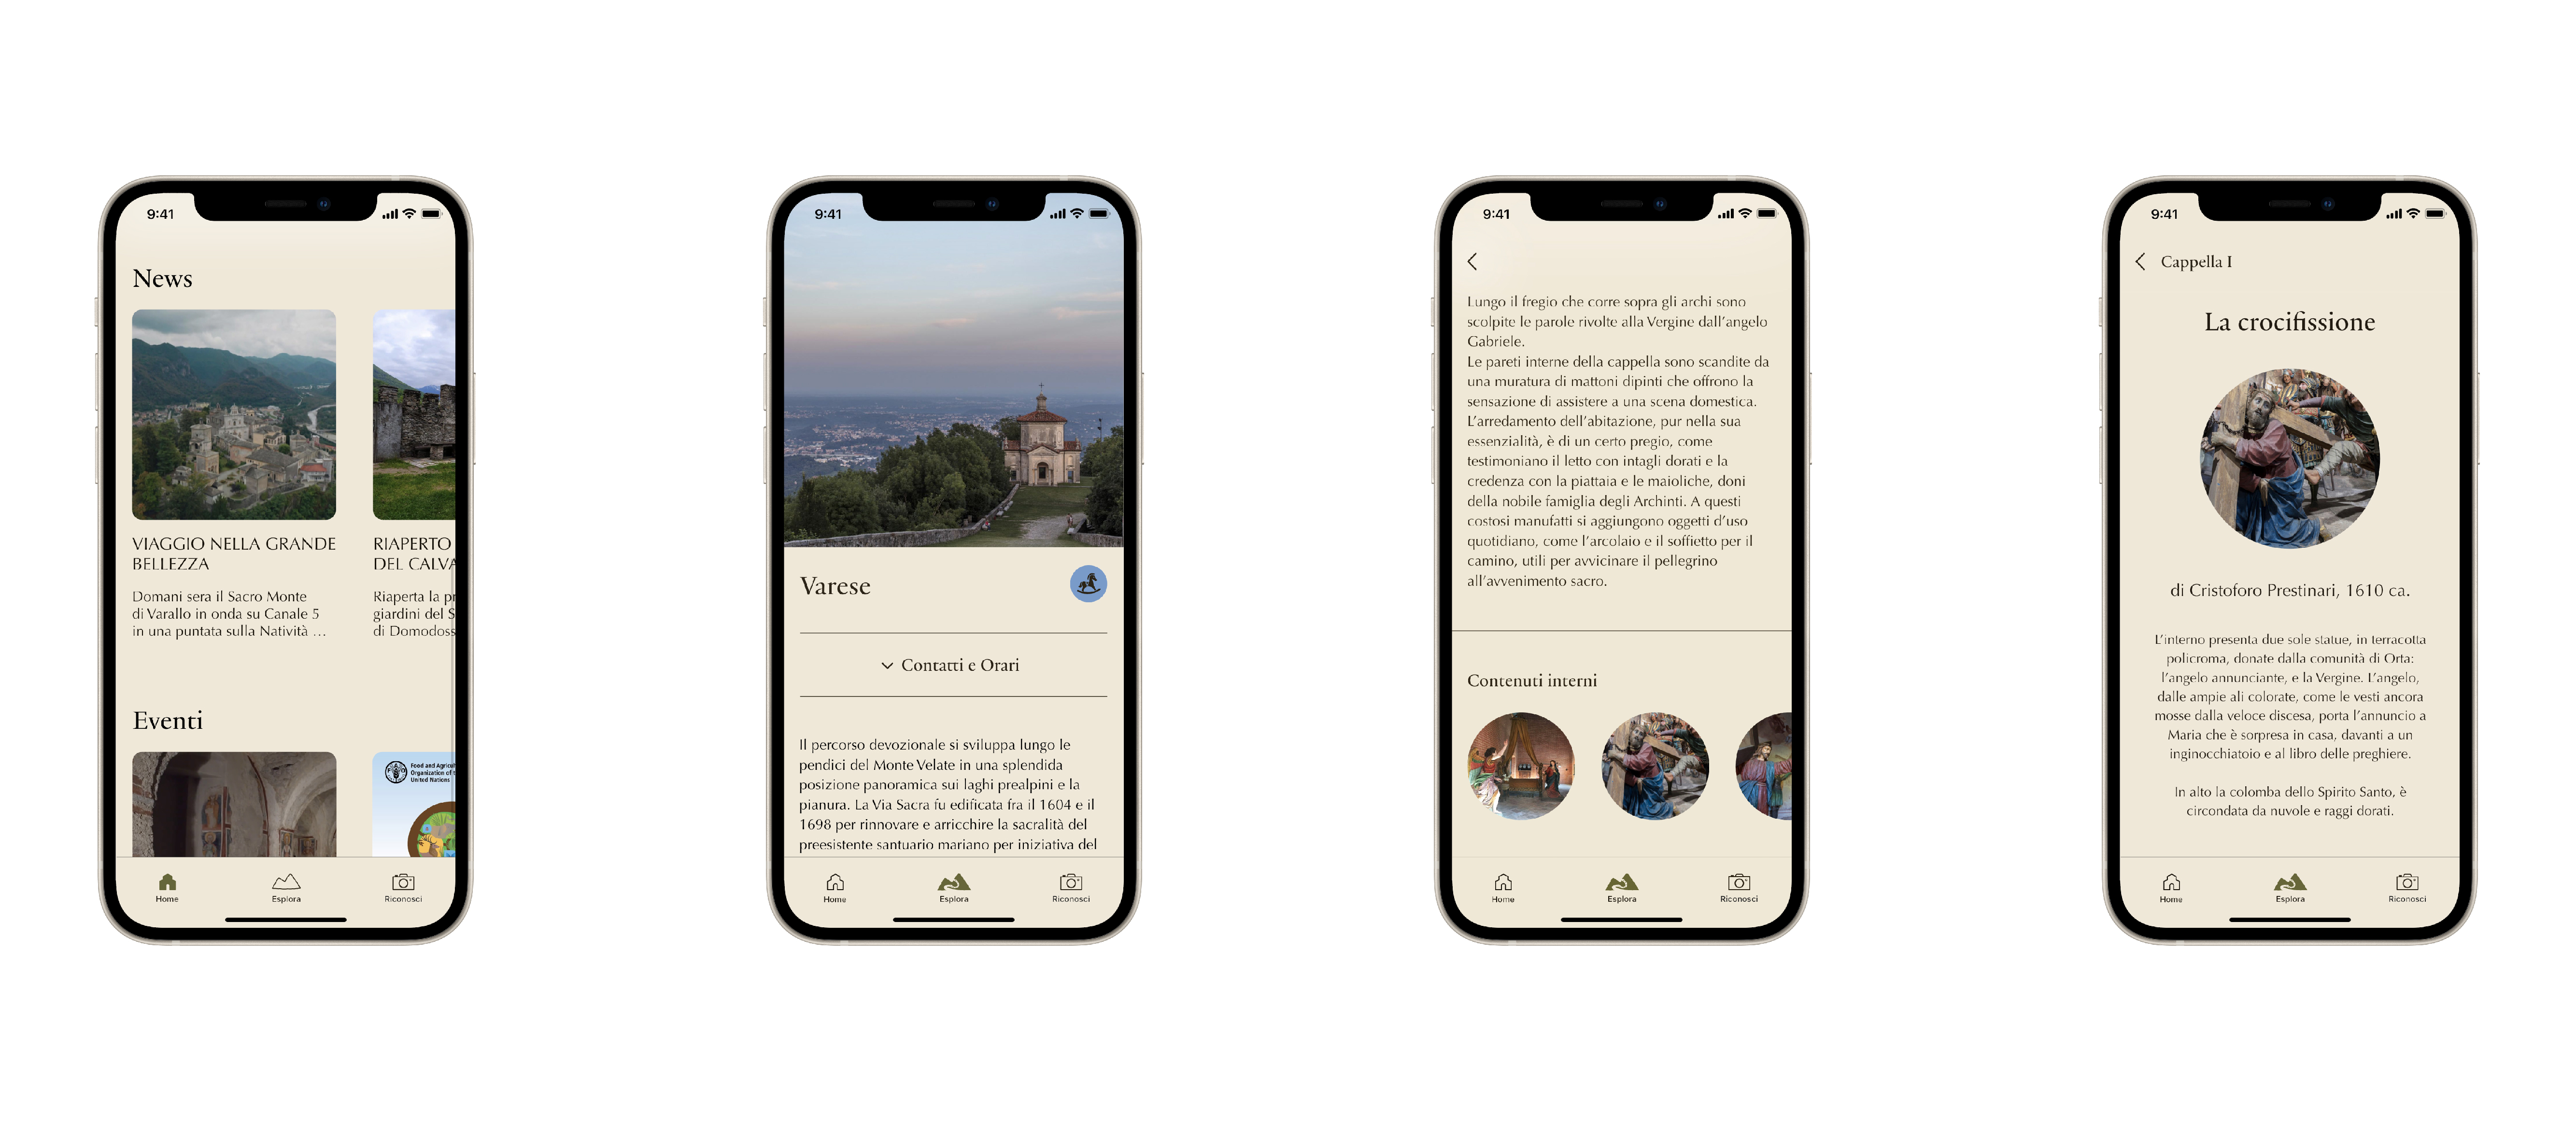 9:41
News
VIAGGIO NELLA GRANDE
BELLEZZA
Domani sera il Sacro Monte
di Varallo in onda su Canale 5
in una puntata sulla Natività …
RIAPERTO
DEL CALVA
Riaperta la pr
giardini del S
di Domodoss
Eventi
Food and Agricul
Organization of t
United Nations
Home
Esplora
Riconosci
9:41
Varese
Contatti e Orari
Il percorso devozionale si sviluppa lungo le
pendici del Monte Velate in una splendida
posizione panoramica sui laghi prealpini e la
pianura. La Via Sacra fu edificata fra il 1604 e il
1698 per rinnovare e arricchire la sacralità del
preesistente santuario mariano per iniziativa del
Home
Esplora
Riconosci
9:41
Lungo il fregio che corre sopra gli archi sono
scolpite le parole rivolte alla Vergine dall’angelo
Gabriele.
Le pareti interne della cappella sono scandite da
una muratura di mattoni dipinti che offrono la
sensazione di assistere a una scena domestica.
L’arredamento dell’abitazione, pur nella sua
essenzialità, è di un certo pregio, come
testimoniano il letto con intagli dorati e la
credenza con la piattaia e le maioliche, doni
della nobile famiglia degli Archinti. A questi
costosi manufatti si aggiungono oggetti d’uso
quotidiano, come l’arcolaio e il soffietto per il
camino, utili per avvicinare il pellegrino
all’avvenimento sacro.
Contenuti interni
Home
Esplora
Riconosci
9:41
Cappella I
La crocifissione
di Cristoforo Prestinari, 1610 ca.
L’interno presenta due sole statue, in terracotta
policroma, donate dalla comunità di Orta:
l’angelo annunciante, e la Vergine. L’angelo,
dalle ampie ali colorate, come le vesti ancora
mosse dalla veloce discesa, porta l’annuncio a
Maria che è sorpresa in casa, davanti a un
inginocchiatoio e al libro delle preghiere.
In alto la colomba dello Spirito Santo, è
circondata da nuvole e raggi dorati.
Home
Esplora
Riconosci